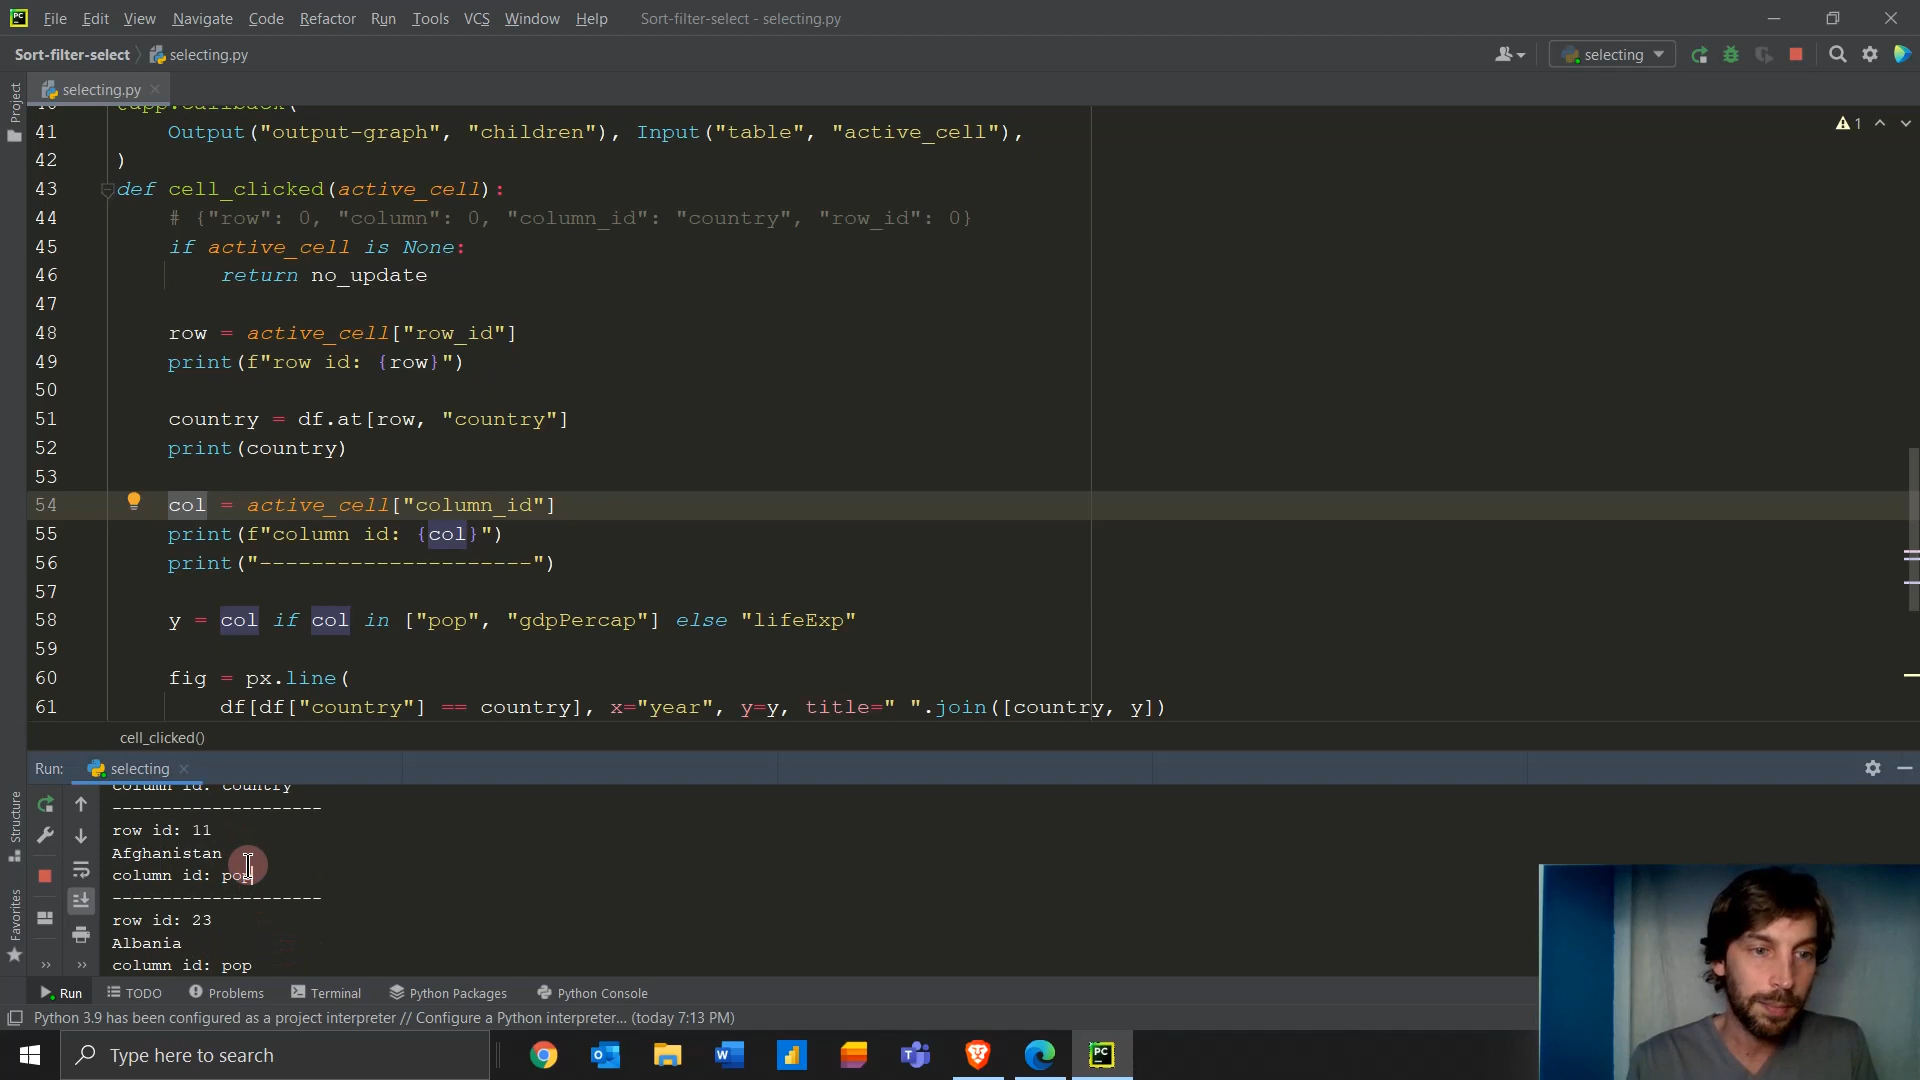 File Edit View Navigate Code Refactor Run Tools VCS Window Help Sort-filter-select - selecting.py
Sort-filter-select selecting.py selecting
selecting.py
Project
41 Output("output-graph", "children"), Input("table", "active_cell"),
42 )
43 def cell_clicked(active_cell):
44 # {"row": 0, "column": 0, "column_id": "country", "row_id": 0}
45 if active_cell is None:
46 return no_update
47
48 row = active_cell["row_id"]
49 print(f"row id: {row}")
50
51 country = df.at[row, "country"]
52 print(country)
53
54 col = active_cell["column_id"]
55 print(f"column id: {col}")
56 print("---------------------")
57
58 y = col if col in ["pop", "gdpPercap"] else "lifeExp"
59
60 fig = px.line(
61 df[df["country"] == country], x="year", y=y, title=" ".join([country, y])
1
cell_clicked()
Run: selecting
column id: country
---------------------
row id: 11
Afghanistan
column id: pop
---------------------
row id: 23
Albania
column id: pop
Structure
Favorites
Run TODO Problems Terminal Python Packages Python Console
Python 3.9 has been configured as a project interpreter // Configure a Python interpreter... (today 7:13 PM)
Type here to search